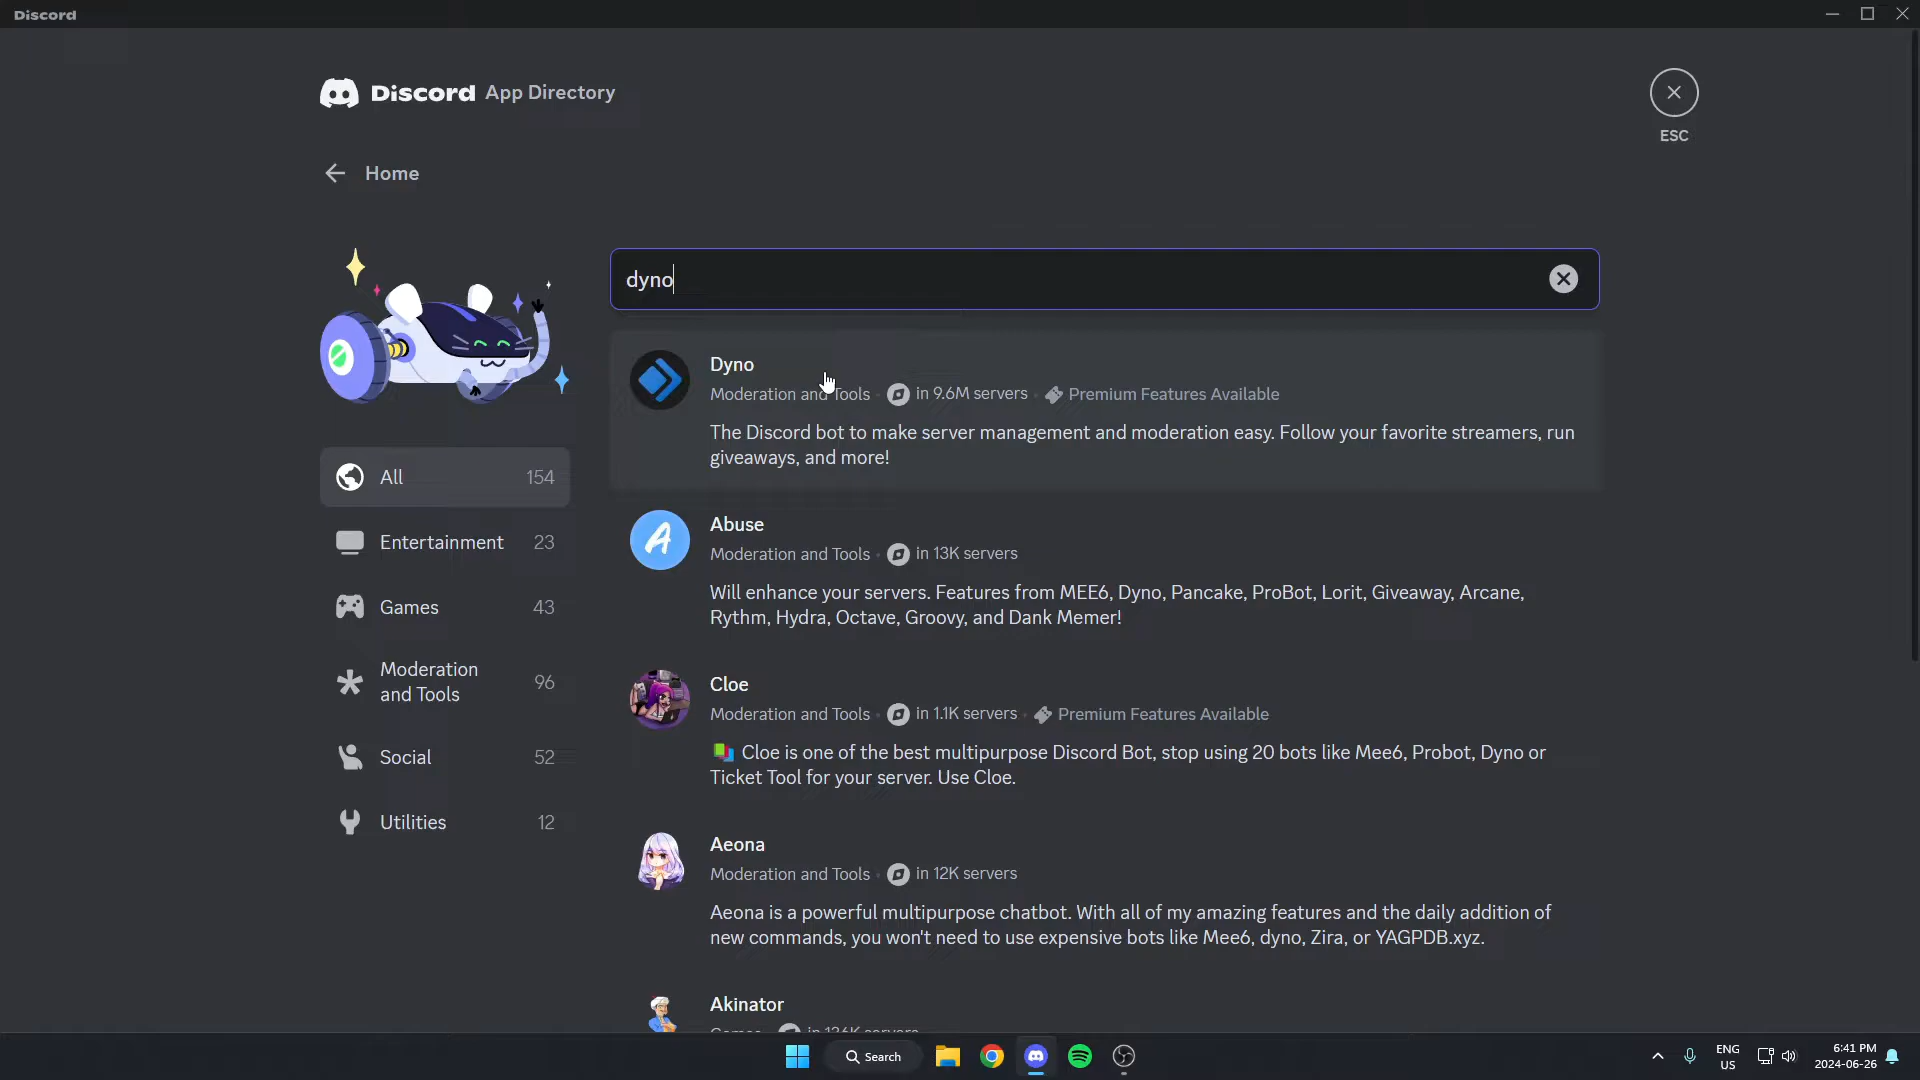 Discord
Discord App Directory
ESC
Home
dyno
Dyno
Moderation and Tools • in 9.6M servers • Premium Features Available
The Discord bot to make server management and moderation easy. Follow your favorite streamers, run
giveaways, and more!
All 154
Abuse
Moderation and Tools • in 13K servers
Entertainment 23
Will enhance your servers. Features from MEE6, Dyno, Pancake, ProBot, Lorit, Giveaway, Arcane,
Rythm, Hydra, Octave, Groovy, and Dank Memer!
Games 43
Moderation
and Tools 96
Cloe
Moderation and Tools • in 1.1K servers • Premium Features Available
Cloe is one of the best multipurpose Discord Bot, stop using 20 bots like Mee6, Probot, Dyno or
Ticket Tool for your server. Use Cloe.
Social 52
Utilities 12
Aeona
Moderation and Tools • in 12K servers
Aeona is a powerful multipurpose chatbot. With all of my amazing features and the daily addition of
new commands, you won't need to use expensive bots like Mee6, dyno, Zira, or YAGPDB.xyz.
Akinator
Search
ENG
US
6:41 PM
2024-06-26